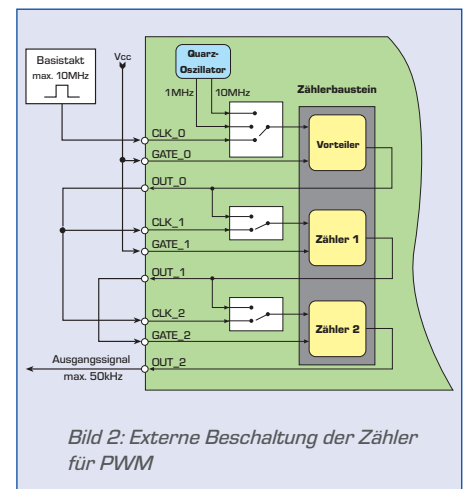 Basistakt
max. 10MHz
Vcc
Quarz-
Oszillator
1MHz
10MHz
Zählerbaustein
CLK_0
GATE_0
Vorteiler
OUT_0
CLK_1
GATE_1
Zähler 1
OUT_1
CLK_2
GATE_2
Zähler 2
Ausgangssignal
max. 50kHz
OUT_2
Bild 2: Externe Beschaltung der Zähler
für PWM